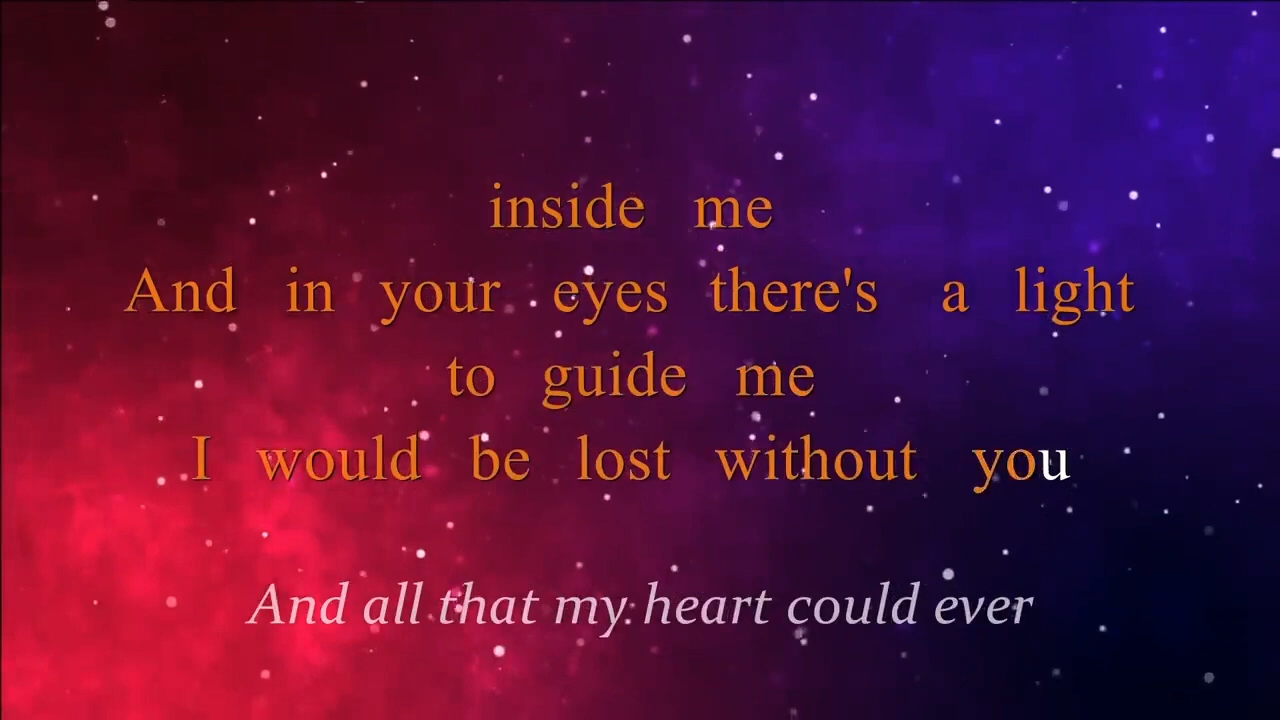 inside me
And in your eyes there's a light
to guide me
I would be lost without you
And all that my heart could ever